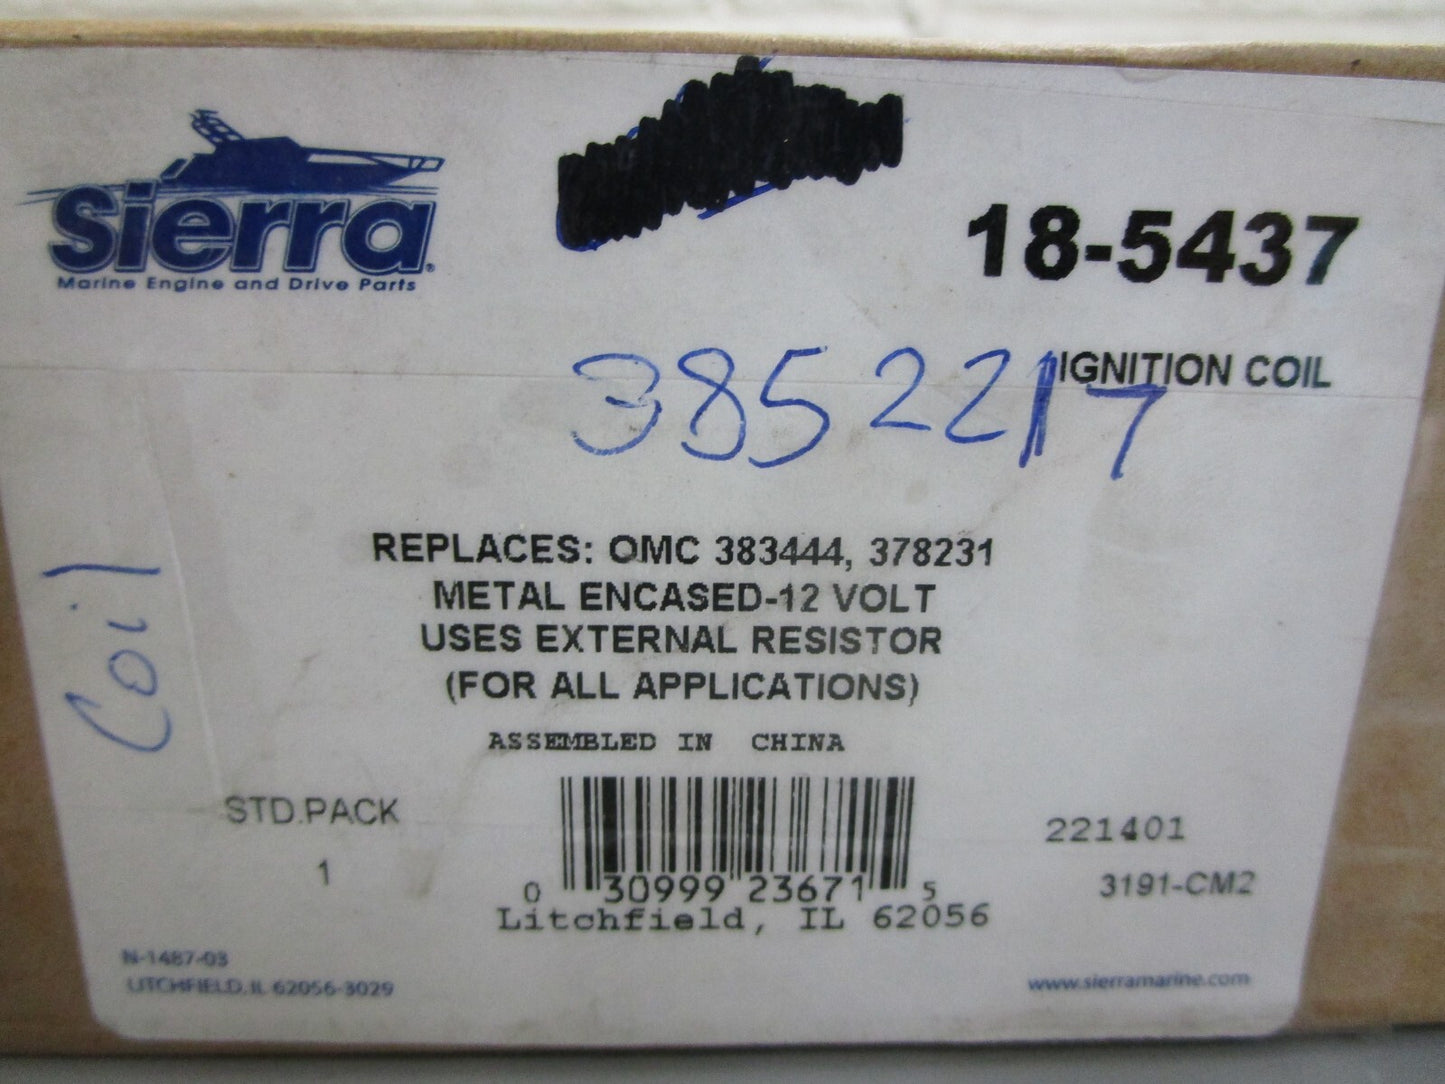 Sierra
Marine Engine and Drive Parts
18-5437
IGNITION COIL
3852217
REPLACES: OMC 383444, 378231
METAL ENCASED-12 VOLT
USES EXTERNAL RESISTOR
(FOR ALL APPLICATIONS)
ASSEMBLED IN CHINA
Coil
STD.PACK
1
0 30999 23671 5
Litchfield, IL 62056
221401
3191-CM2
N-1487-03
LITCHFIELD, IL 62056-3029
www.sierramarine.com